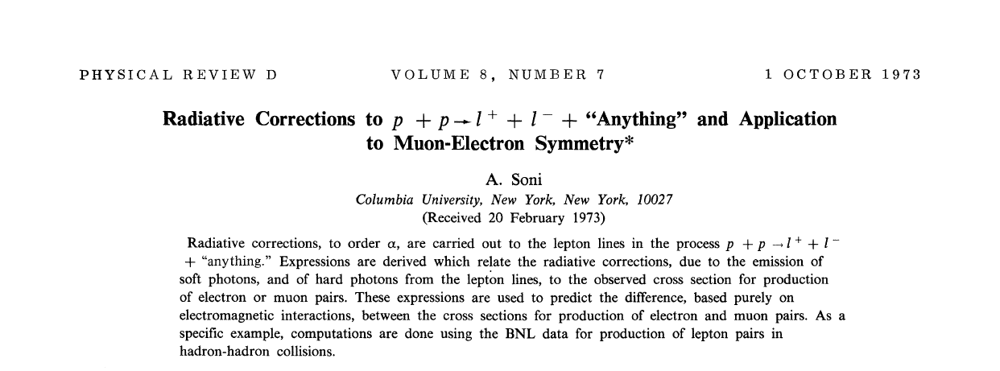 PHYSICAL REVIEW D VOLUME 8, NUMBER 7 1 OCTOBER 1973
Radiative Corrections to p + p → l⁺ + l⁻ + “Anything” and Application
to Muon-Electron Symmetry*
A. Soni
Columbia University, New York, New York, 10027
(Received 20 February 1973)
Radiative corrections, to order α, are carried out to the lepton lines in the process p + p → l⁺ + l⁻
+ “anything.” Expressions are derived which relate the radiative corrections, due to the emission of
soft photons, and of hard photons from the lepton lines, to the observed cross section for production
of electron or muon pairs. These expressions are used to predict the difference, based purely on
electromagnetic interactions, between the cross sections for production of electron and muon pairs. As a
specific example, computations are done using the BNL data for production of lepton pairs in
hadron-hadron collisions.